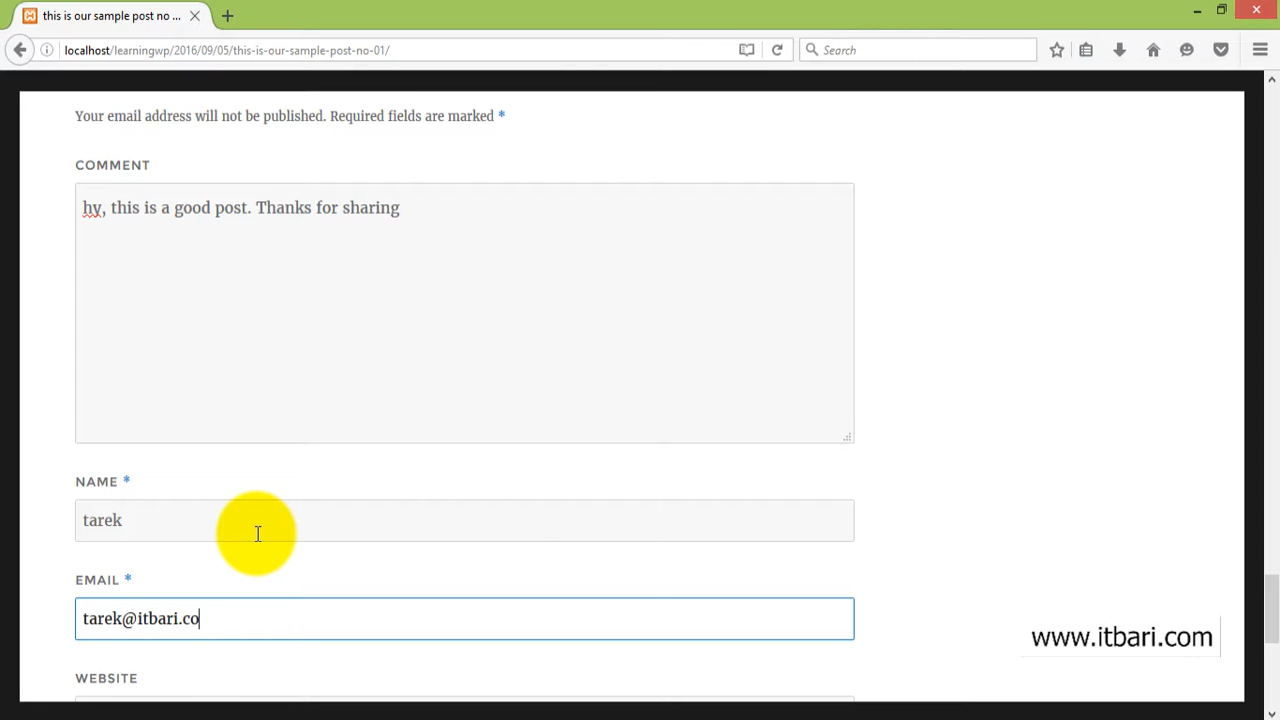 this is our sample post no ...
localhost/learningwp/2016/09/05/this-is-our-sample-post-no-01/
Search
Your email address will not be published. Required fields are marked *
COMMENT
hy, this is a good post. Thanks for sharing
NAME *
tarek
EMAIL *
tarek@itbari.co
www.itbari.com
WEBSITE